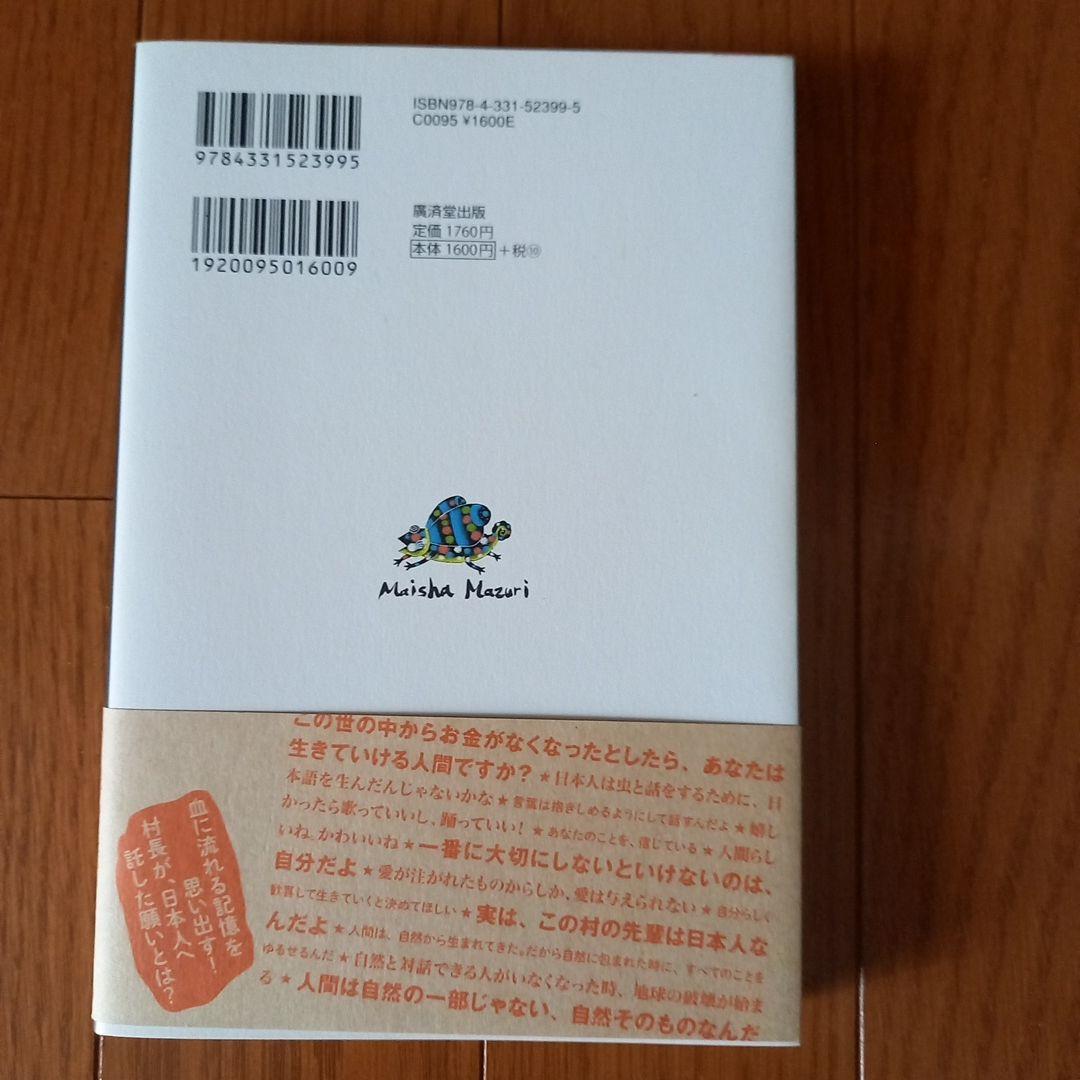 ISBN978-4-331-52399-5
C0095 ¥1600E
9784331523995
廣済堂出版
定価 1760円
本体 1600円 +税⑩
1920095016009
Maisha Mazuri
この世の中からお金がなくなったとしたら、あなたは
生きていける人間ですか?★日本人は虫と話をするために、日
本語を生んだんじゃないかな★言葉は抱きしめるようにして話すんだよ★嬉し
かったら歌っていいし、踊っていい!★あなたのことを、信じている★人間らし
いね。かわいいね★一番に大切にしないといけないのは、
自分だよ★愛が注がれたものからしか、愛は与えられない★自分らしく
歓喜して生きていくと決めてほしい★実は、この村の先輩は日本人な
んだよ★人間は、自然から生まれてきた。だから自然に包まれた時に、すべてのことを
ゆるせるんだ★自然と対話できる人がいなくなった時、地球の破壊が始ま
る★人間は自然の一部じゃない、自然そのものなんだ
血に流れる記憶を
思い出す!
村長が、日本人へ
託した願いとは?